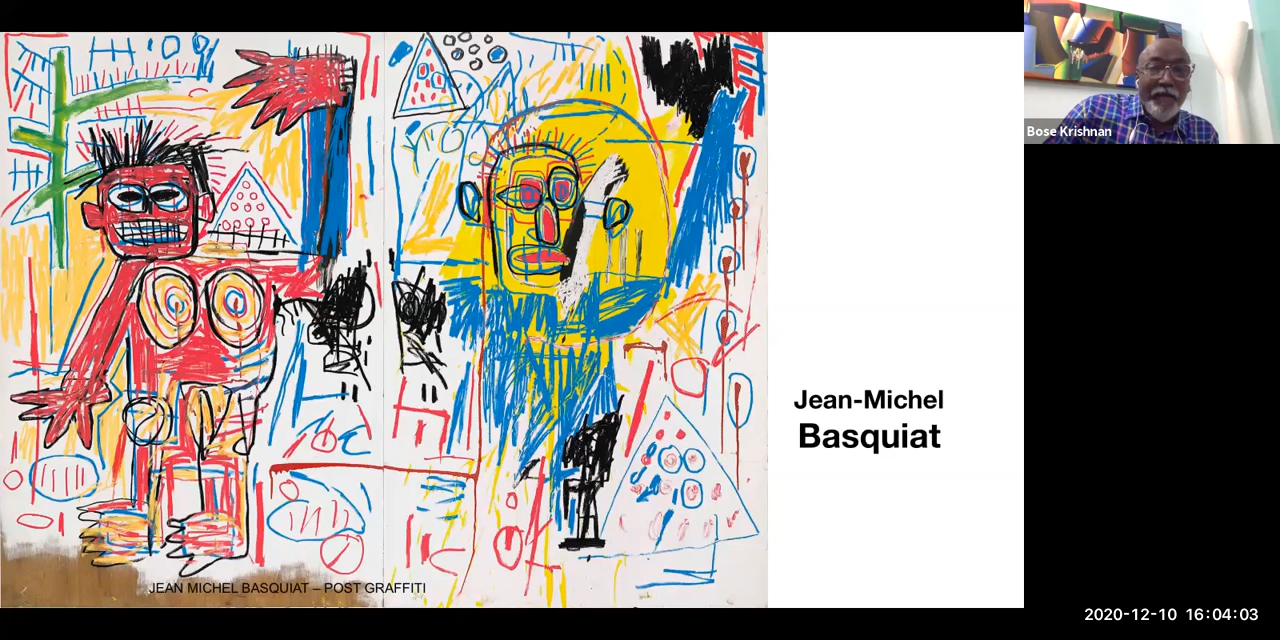 Bose Krishnan
Jean-Michel
Basquiat
JEAN MICHEL BASQUIAT – POST GRAFFITI
2020-12-10 16:04:03